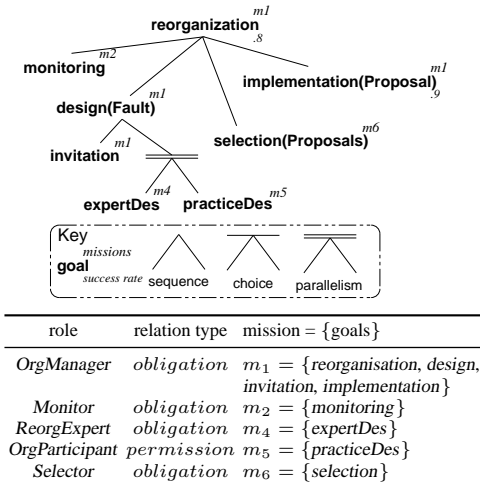 reorganization m1 .8
monitoring m2
implementation(Proposal) m1 .9
design(Fault) m1
selection(Proposals) m6
invitation m1
expertDes m4 practiceDes m5
Key
goal missions success rate
sequence choice parallelism
role relation type mission = {goals}
OrgManager obligation m1 = {reorganisation, design,
invitation, implementation}
Monitor obligation m2 = {monitoring}
ReorgExpert obligation m4 = {expertDes}
OrgParticipant permission m5 = {practiceDes}
Selector obligation m6 = {selection}